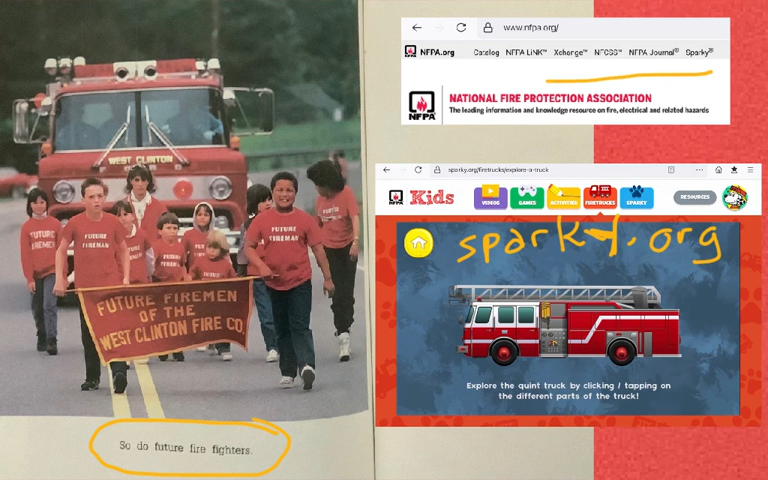 WEST CLINTON
FUTURE
FIREMEN
FUTURE
FIREMAN
FUTURE
FUTURE
FIREMAN
FUTURE
FIREMAN
FUTURE
FUTURE FIREMEN
OF THE
WEST CLINTON FIRE CO.
So do future fire fighters.
www.nfpa.org/
NFPA.org Catalog NFPA LiNK™ Xchange™ NFCSS™ NFPA Journal® Sparky®
NFPA
NATIONAL FIRE PROTECTION ASSOCIATION
The leading information and knowledge resource on fire, electrical and related hazards
sparky.org/firetrucks/explore-a-truck
NFPA Kids VIDEOS GAMES ACTIVITIES FIRETRUCKS SPARKY RESOURCES
sparky.org
Explore the quint truck by clicking / tapping on
the different parts of the truck!